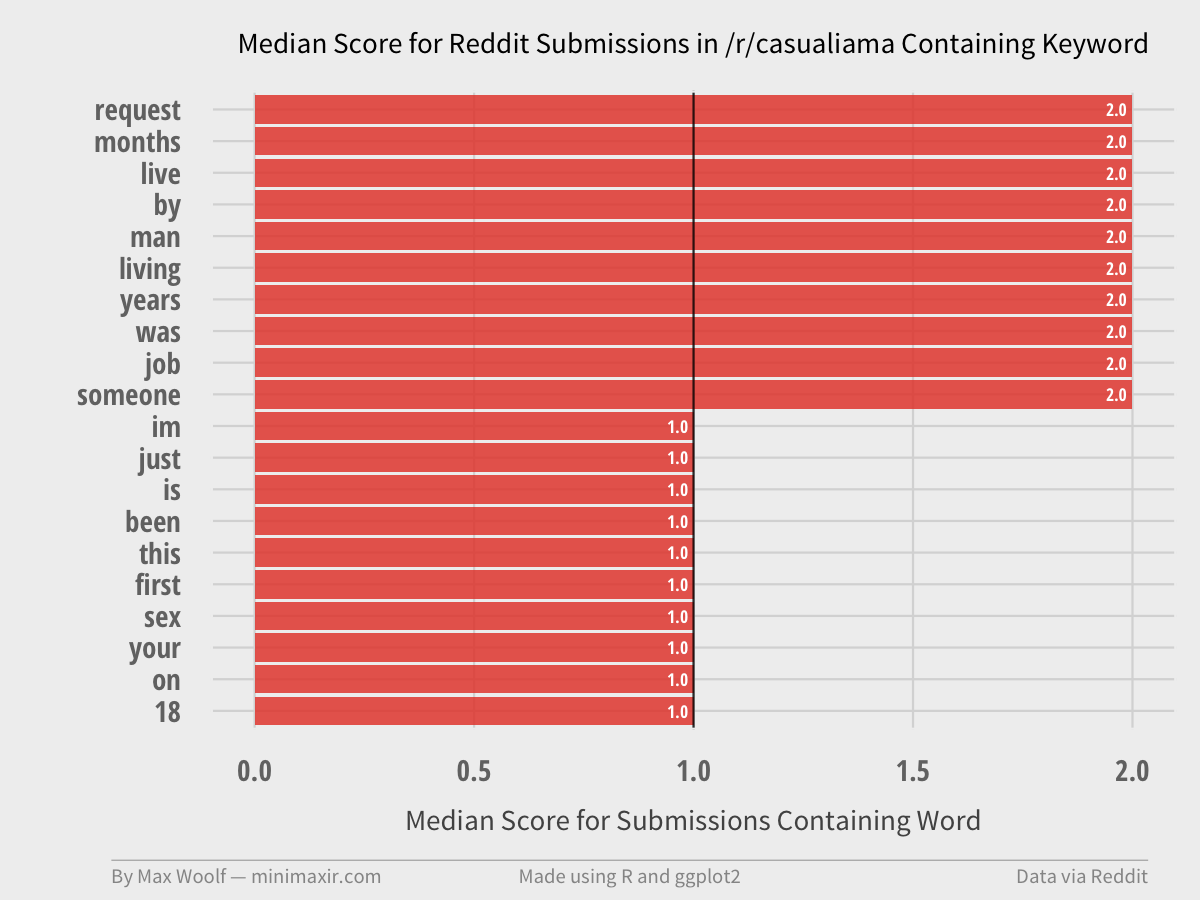 Median Score for Reddit Submissions in /r/casualiama Containing Keyword
request 2.0
months 2.0
live 2.0
by 2.0
man 2.0
living 2.0
years 2.0
was 2.0
job 2.0
someone 2.0
im 1.0
just 1.0
is 1.0
been 1.0
this 1.0
first 1.0
sex 1.0
your 1.0
on 1.0
18 1.0
0.0 0.5 1.0 1.5 2.0
Median Score for Submissions Containing Word
By Max Woolf — minimaxir.com Made using R and ggplot2 Data via Reddit